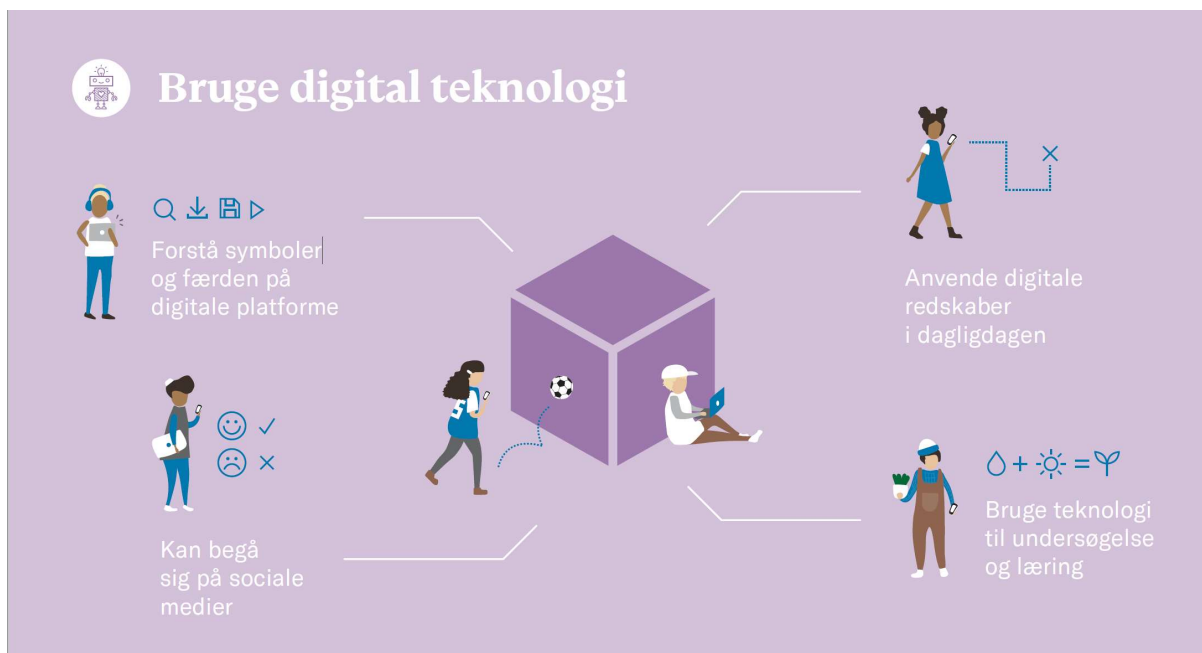 Bruge digital teknologi
Forstå symboler
og færden på
digitale platforme
Kan begå
sig på sociale
medier
Anvende digitale
redskaber
i dagligdagen
Bruge teknologi
til undersøgelse
og læring